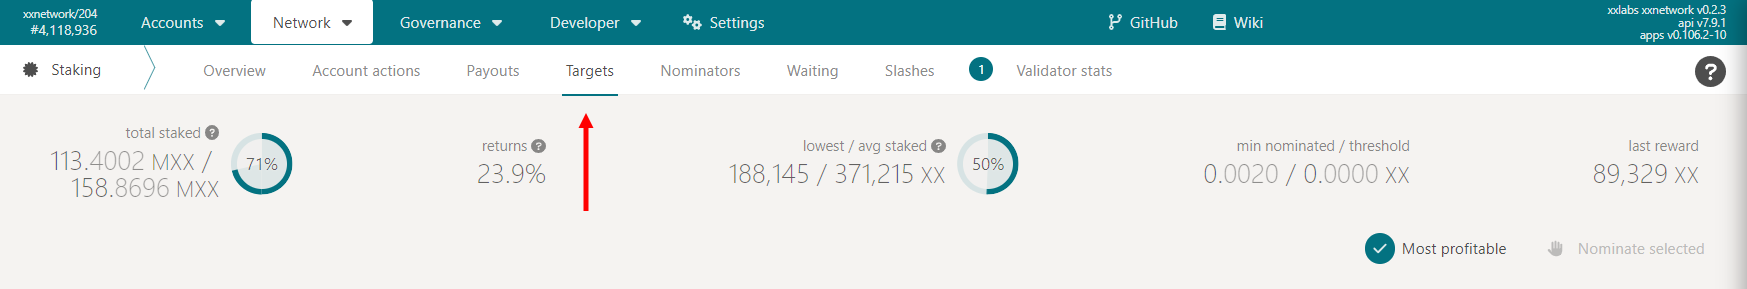 xxnetwork/204
#4,118,936
Accounts
Network
Governance
Developer
Settings
GitHub
Wiki
xxlabs xxnetwork v0.2.3
api v7.9.1
apps v0.106.2-10
Staking
Overview
Account actions
Payouts
Targets
Nominators
Waiting
Slashes
1
Validator stats
?
total staked ?
113.4002 MXX /
158.8696 MXX
71%
returns ?
23.9%
lowest / avg staked ?
188,145 / 371,215 XX
50%
min nominated / threshold
0.0020 / 0.0000 XX
last reward
89,329 XX
Most profitable
Nominate selected